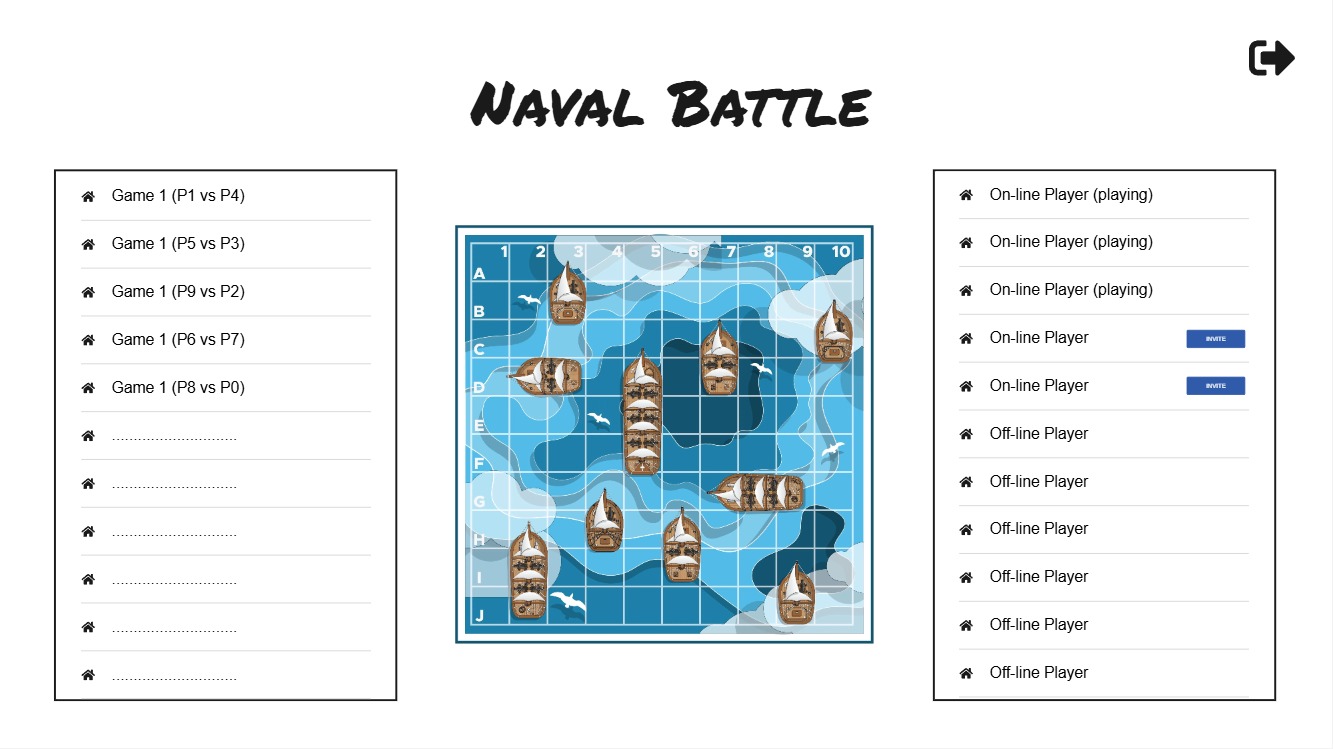 Naval Battle
Game 1 (P1 vs P4)
Game 1 (P5 vs P3)
Game 1 (P9 vs P2)
Game 1 (P6 vs P7)
Game 1 (P8 vs P0)
.............................
.............................
.............................
.............................
.............................
.............................
1 2 3 4 5 6 7 8 9 10
A
B
C
D
E
F
G
H
I
J
On-line Player (playing)
On-line Player (playing)
On-line Player (playing)
On-line Player INVITE
On-line Player INVITE
Off-line Player
Off-line Player
Off-line Player
Off-line Player
Off-line Player
Off-line Player